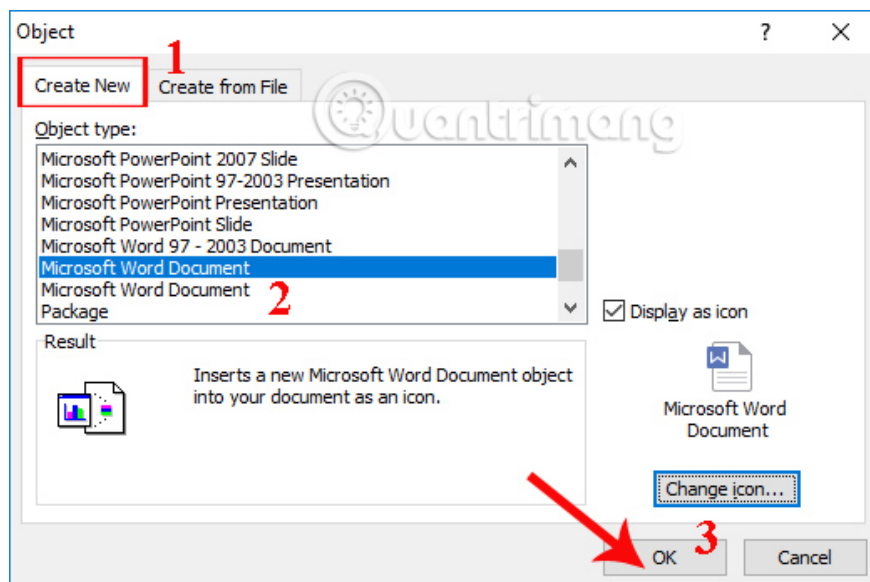 Object
?
1
Create New
Create from File
Quantrimang
Object type:
Microsoft PowerPoint 2007 Slide
Microsoft PowerPoint 97-2003 Presentation
Microsoft PowerPoint Presentation
Microsoft PowerPoint Slide
Microsoft Word 97 - 2003 Document
Microsoft Word Document
Microsoft Word Document
2
Package
Display as icon
Result
Inserts a new Microsoft Word Document object
into your document as an icon.
W
Microsoft Word
Document
Change icon...
3
OK
Cancel